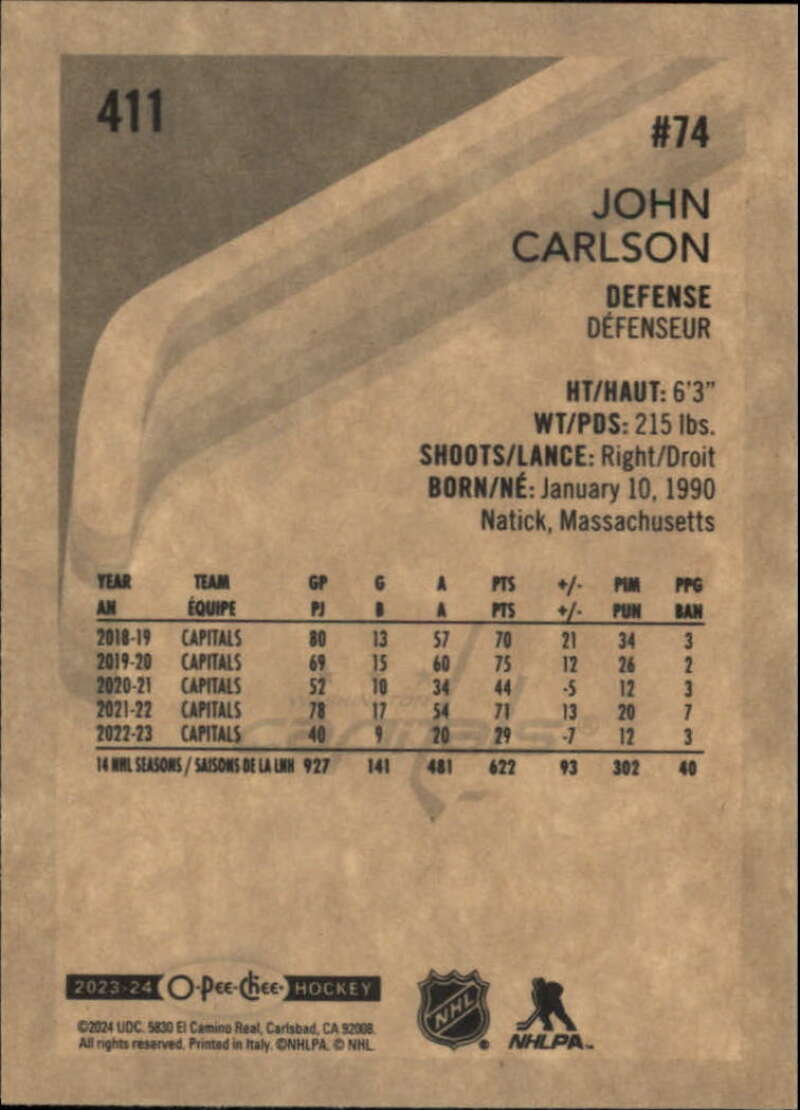 411
#74
JOHN
CARLSON
DEFENSE
DÉFENSEUR
HT/HAUT: 6'3"
WT/PDS: 215 lbs.
SHOOTS/LANCE: Right/Droit
BORN/NÉ: January 10, 1990
Natick, Massachusetts
YEAR TEAM GP G A PTS +/- PIM PPG
AN ÉQUIPE PJ B A PTS +/- PUN BAN
2018-19 CAPITALS 80 13 57 70 21 34 3
2019-20 CAPITALS 69 15 60 75 12 26 2
2020-21 CAPITALS 52 10 34 44 -5 12 3
2021-22 CAPITALS 78 17 54 71 13 20 7
2022-23 CAPITALS 40 9 20 29 -7 12 3
14 NHL SEASONS / SAISONS DE LA LNH 927 141 481 622 93 302 40
2023-24 O-Pee-Chee HOCKEY
©2024 UDC. 5830 El Camino Real, Carlsbad, CA 92008.
All rights reserved. Printed in Italy. ©NHLPA. © NHL
NHL
NHLPA